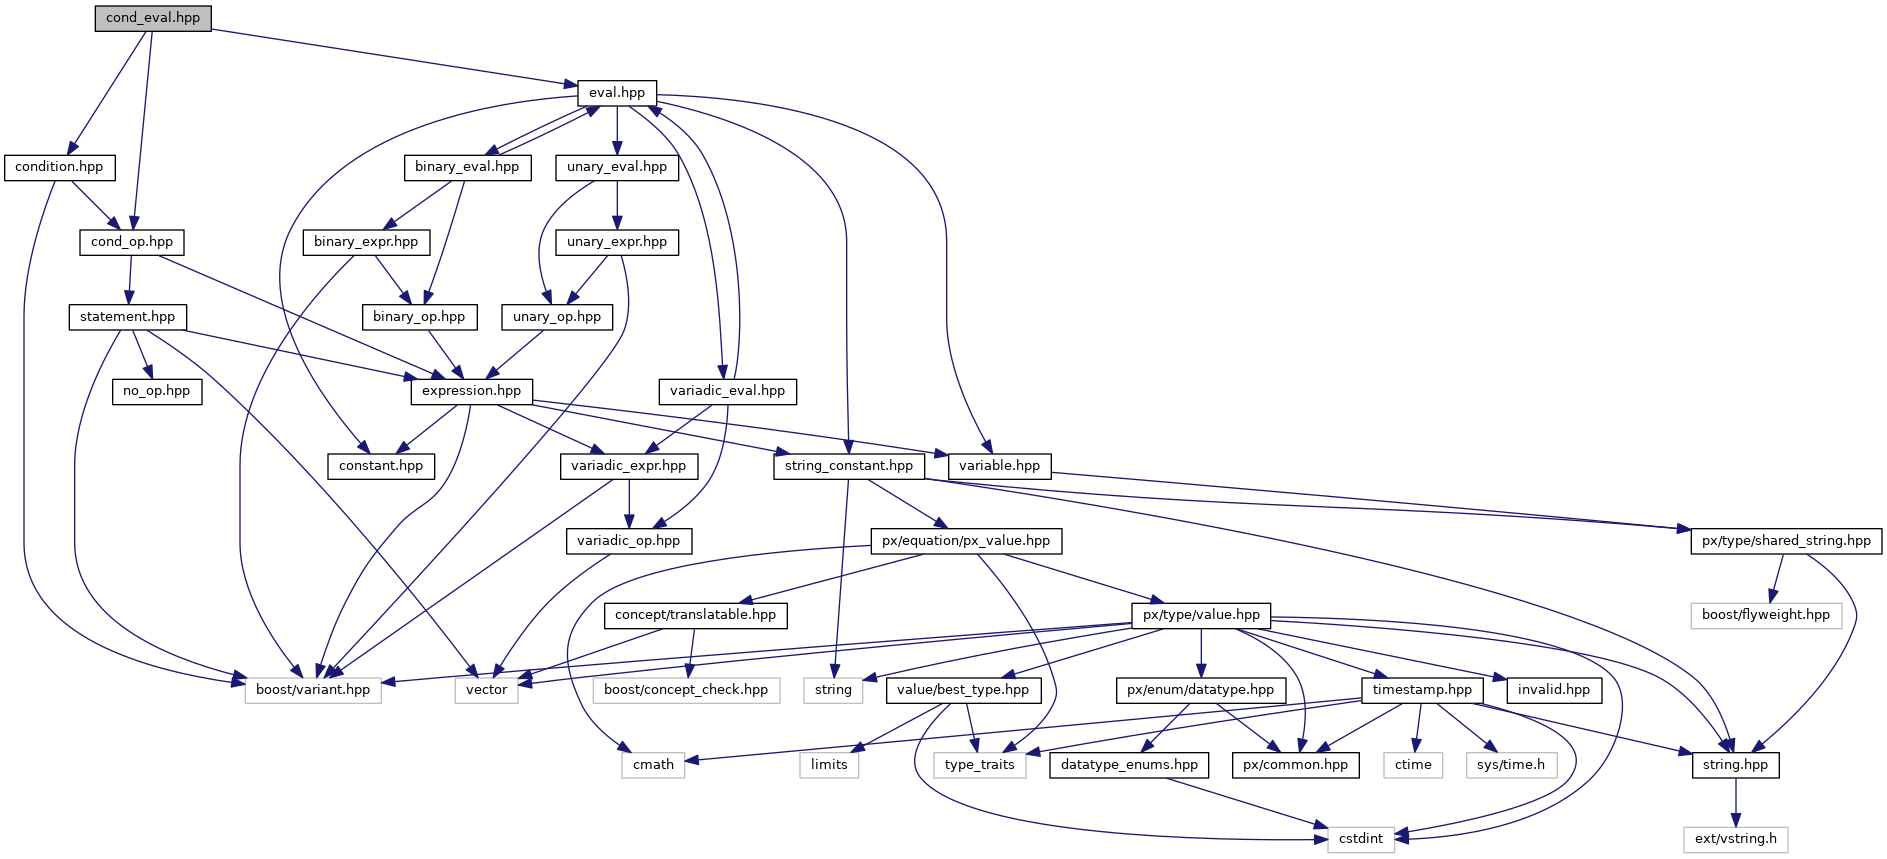 cond_eval.hpp
eval.hpp
condition.hpp
binary_eval.hpp
unary_eval.hpp
cond_op.hpp
binary_expr.hpp
unary_expr.hpp
statement.hpp
binary_op.hpp
unary_op.hpp
no_op.hpp
expression.hpp
variadic_eval.hpp
constant.hpp
variadic_expr.hpp
string_constant.hpp
variable.hpp
variadic_op.hpp
px/equation/px_value.hpp
px/type/shared_string.hpp
concept/translatable.hpp
px/type/value.hpp
boost/flyweight.hpp
boost/variant.hpp
vector
boost/concept_check.hpp
string
value/best_type.hpp
px/enum/datatype.hpp
timestamp.hpp
invalid.hpp
cmath
limits
type_traits
datatype_enums.hpp
px/common.hpp
ctime
sys/time.h
string.hpp
cstdint
ext/vstring.h